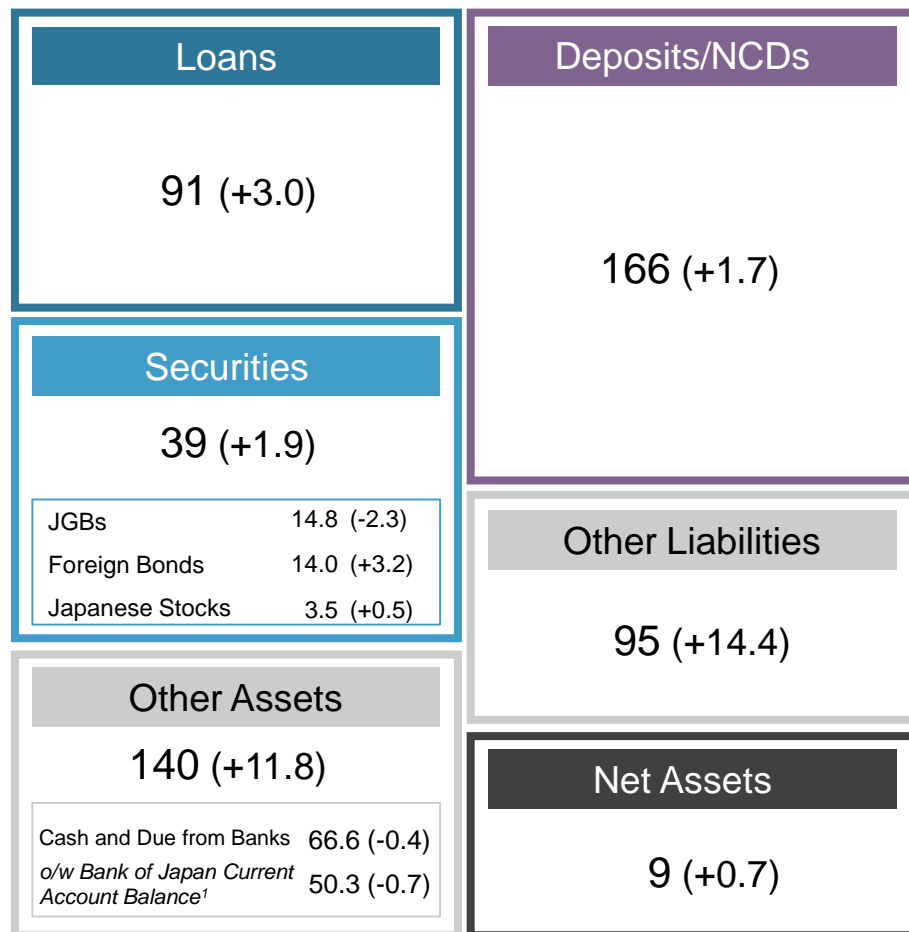 Loans
91 (+3.0)
Securities
39 (+1.9)
JGBs 14.8 (-2.3)
Foreign Bonds 14.0 (+3.2)
Japanese Stocks 3.5 (+0.5)
Other Assets
140 (+11.8)
Cash and Due from Banks 66.6 (-0.4)
o/w Bank of Japan Current
Account Balance¹ 50.3 (-0.7)
Deposits/NCDs
166 (+1.7)
Other Liabilities
95 (+14.4)
Net Assets
9 (+0.7)